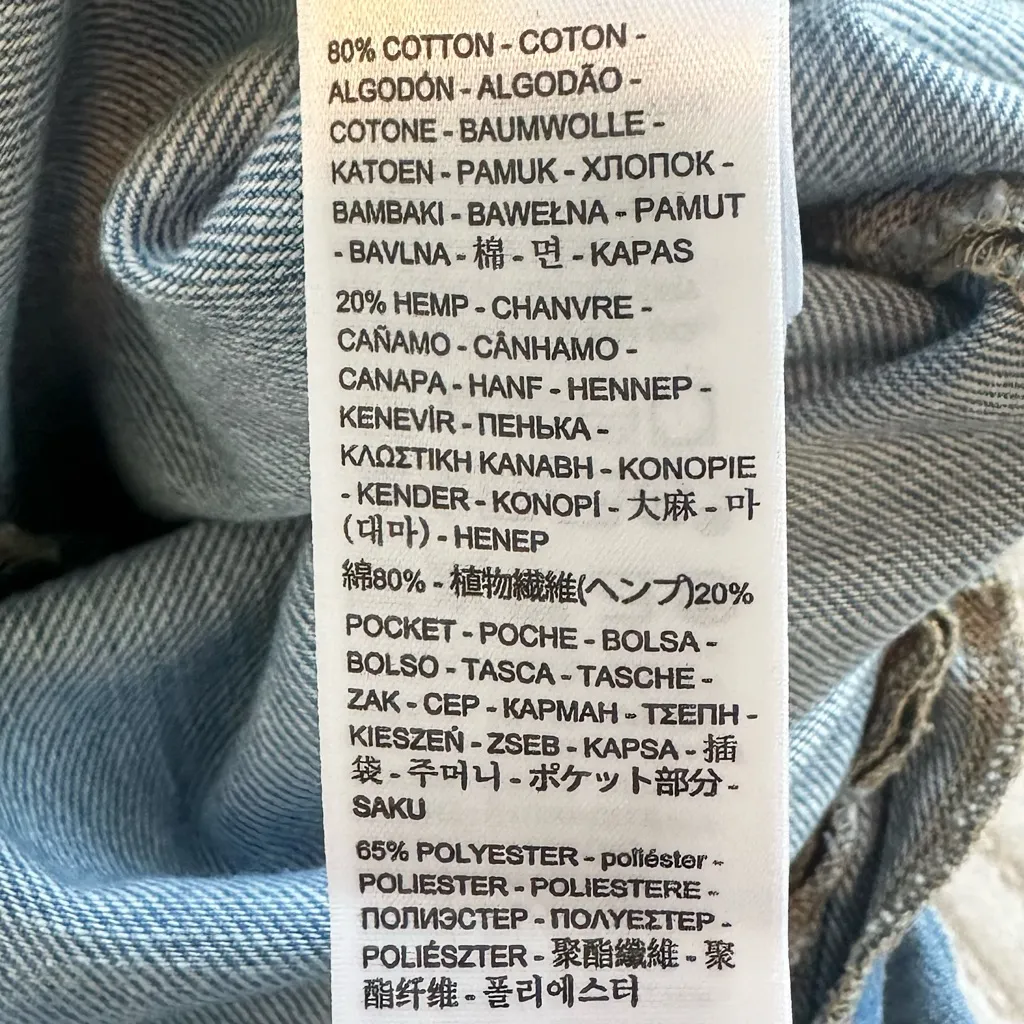 80% COTTON - COTON -
ALGODÓN - ALGODÃO -
COTONE - BAUMWOLLE -
KATOEN - PAMUK - ХЛОПОК -
BAMBAKI - BAWEŁNA - PAMUT
- BAVLNA - 棉 - 면 - KAPAS
20% HEMP - CHANVRE -
CAÑAMO - CÂNHAMO -
CANAPA - HANF - HENNEP -
KENEVİR - ПЕНЬКА -
ΚΛΩΣΤΙΚΗ ΚΑΝΑΒΗ - KONOPIE
- KENDER - KONOPÍ - 大麻 - 마
(대마) - HENEP
綿80% - 植物繊維(ヘンプ)20%
POCKET - POCHE - BOLSA -
BOLSO - TASCA - TASCHE -
ZAK - CEP - КАРМАН - ΤΣΕΠΗ -
KIESZEŃ - ZSEB - KAPSA - 插
袋 - 주머니 - ポケット部分 -
SAKU
65% POLYESTER - poliéster -
POLIESTER - POLIESTERE -
ПОЛИЭСТЕР - ΠΟΛΥΕΣΤΕΡ -
POLIÉSZTER - 聚酯纖維 - 聚
酯纤维 - 폴리에스터